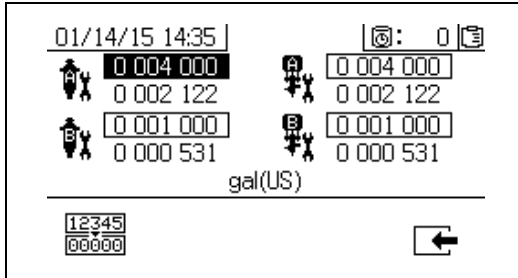 01/14/15 14:35 : 0
A 0 004 000 A 0 004 000
0 002 122 0 002 122
B 0 001 000 B 0 001 000
0 000 531 0 000 531
gal(US)
12345
00000